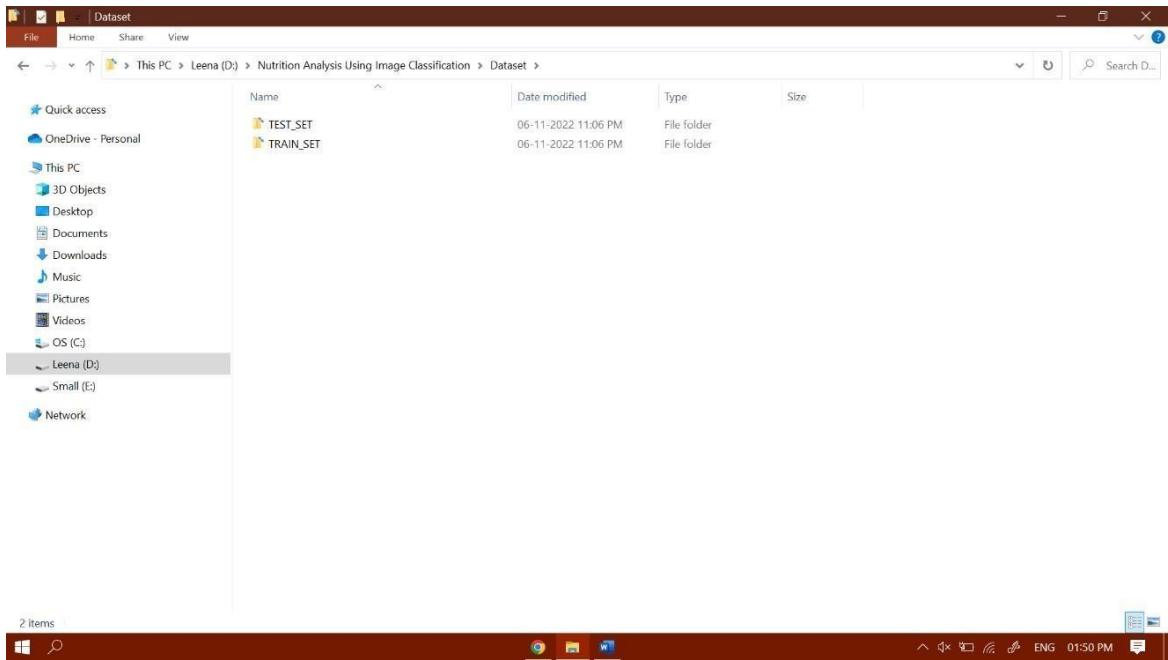 Dataset
File Home Share View
This PC > Leena (D:) > Nutrition Analysis Using Image Classification > Dataset >
Search D...
Name Date modified Type Size
TEST_SET 06-11-2022 11:06 PM File folder
TRAIN_SET 06-11-2022 11:06 PM File folder
Quick access
OneDrive - Personal
This PC
3D Objects
Desktop
Documents
Downloads
Music
Pictures
Videos
OS (C:)
Leena (D:)
Small (E:)
Network
2 items
ENG 01:50 PM